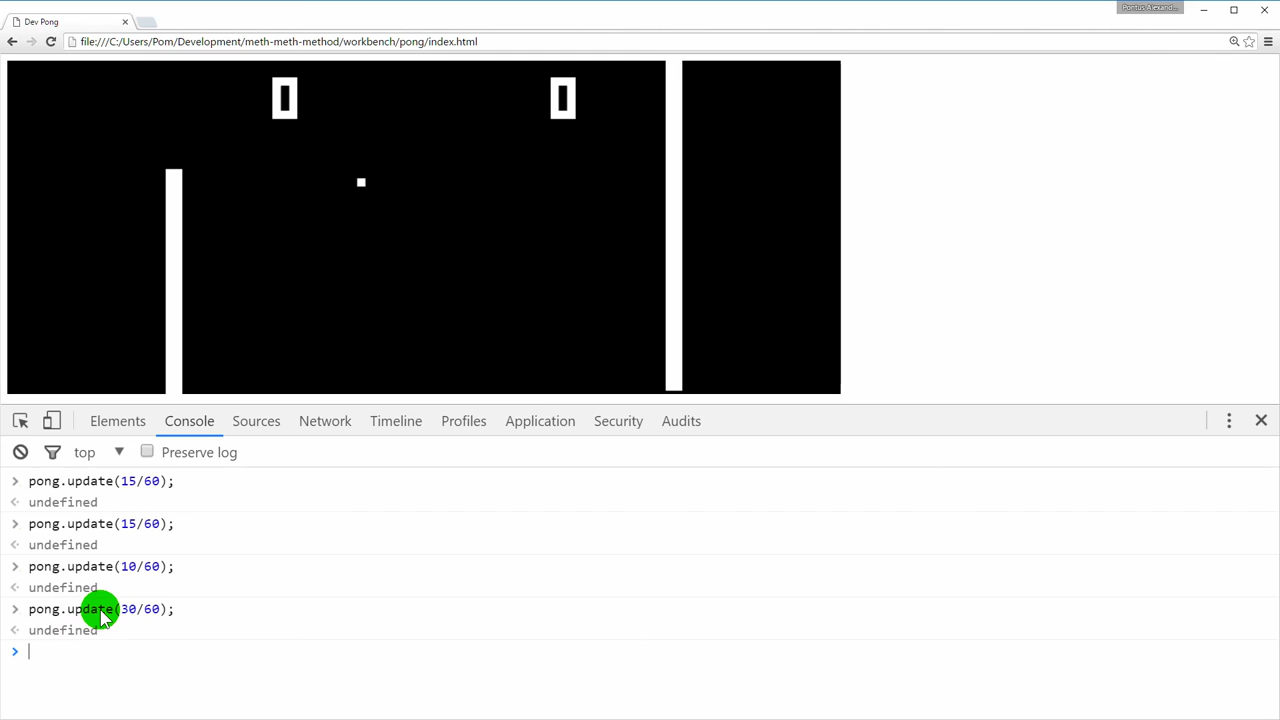 Pontus Alexand...
Dev Pong
file:///C:/Users/Pom/Development/meth-meth-method/workbench/pong/index.html
0 0
Elements Console Sources Network Timeline Profiles Application Security Audits
top Preserve log
pong.update(15/60);
undefined
pong.update(15/60);
undefined
pong.update(10/60);
undefined
pong.update(30/60);
undefined